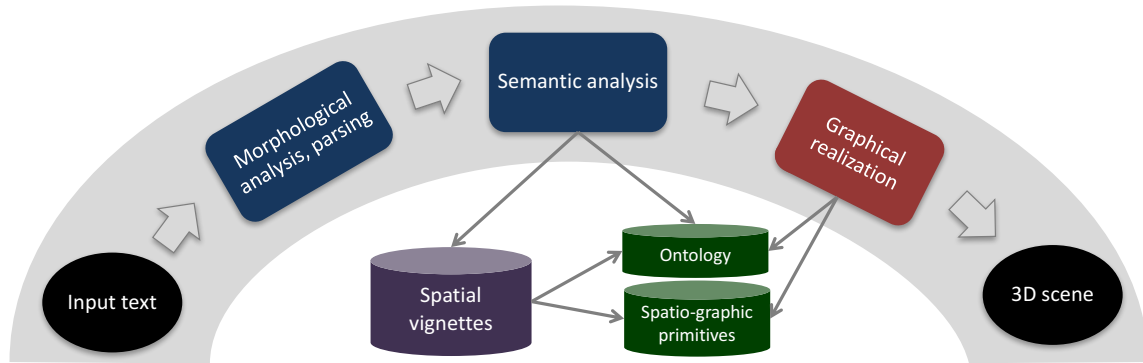 Input text
Morphological
analysis, parsing
Semantic analysis
Graphical
realization
3D scene
Spatial
vignettes
Ontology
Spatio-graphic
primitives